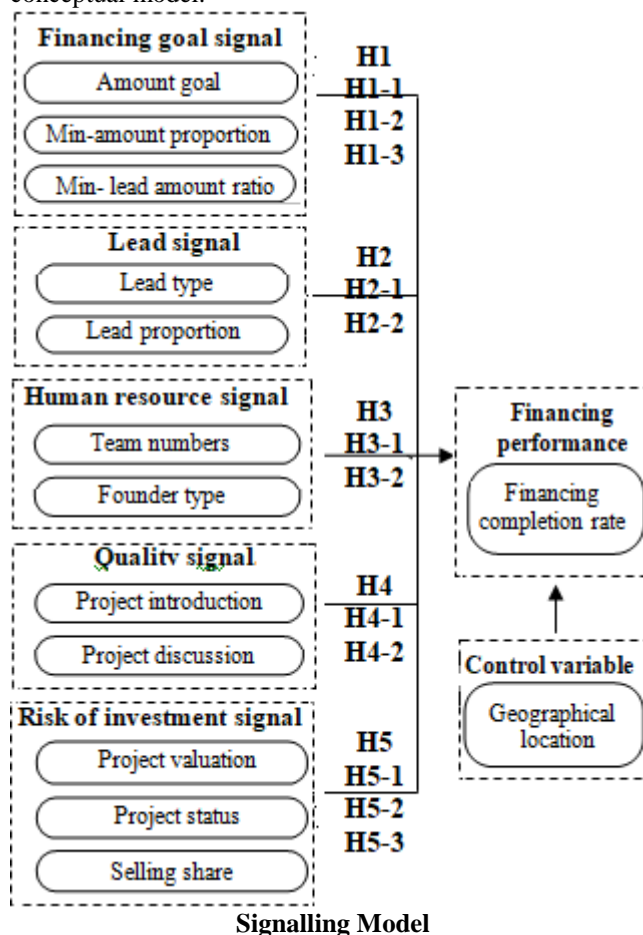 conceptual model.
Financing goal signal
Amount goal
Min-amount proportion
Min- lead amount ratio
H1
H1-1
H1-2
H1-3
Lead signal
Lead type
Lead proportion
H2
H2-1
H2-2
Human resource signal
Team numbers
Founder type
H3
H3-1
H3-2
Quality signal
Project introduction
Project discussion
H4
H4-1
H4-2
Risk of investment signal
Project valuation
Project status
Selling share
H5
H5-1
H5-2
H5-3
Financing
performance
Financing
completion rate
Control variable
Geographical
location
Signalling Model